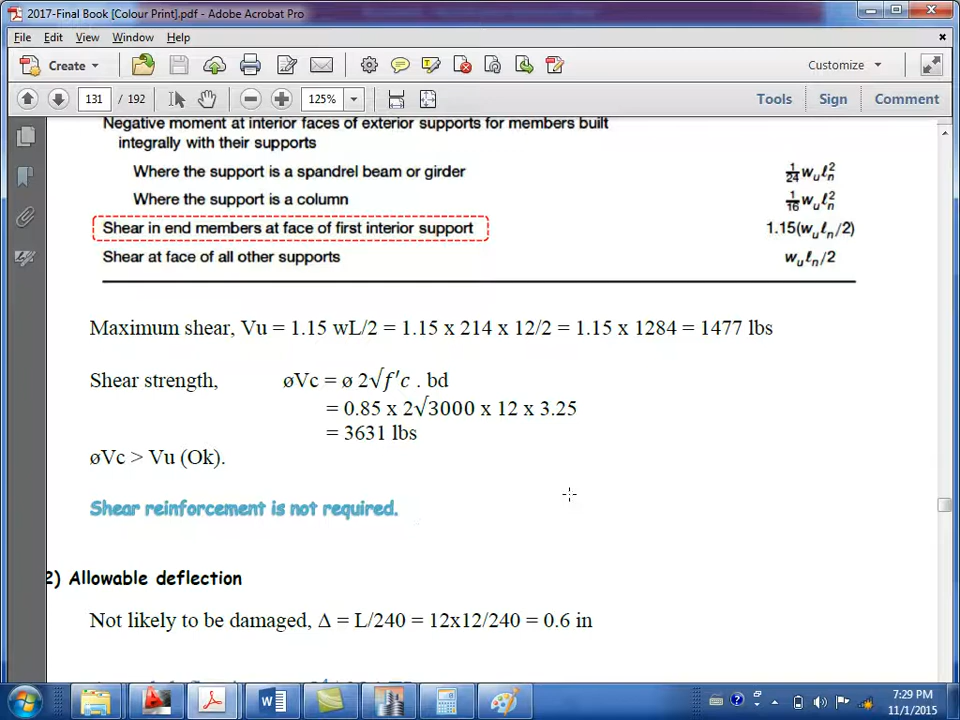 2017-Final Book [Colour Print].pdf - Adobe Acrobat Pro
File Edit View Window Help
Create Customize
131 / 192 125% Tools Sign Comment
Negative moment at interior faces of exterior supports for members built
integrally with their supports
Where the support is a spandrel beam or girder 1/24 wᵤℓₙ²
Where the support is a column 1/16 wᵤℓₙ²
Shear in end members at face of first interior support 1.15(wᵤℓₙ/2)
Shear at face of all other supports wᵤℓₙ/2
Maximum shear, Vu = 1.15 wL/2 = 1.15 x 214 x 12/2 = 1.15 x 1284 = 1477 lbs
Shear strength, øVc = ø 2√f′c . bd
= 0.85 x 2√3000 x 12 x 3.25
= 3631 lbs
øVc > Vu (Ok).
Shear reinforcement is not required.
2) Allowable deflection
Not likely to be damaged, Δ = L/240 = 12x12/240 = 0.6 in
7:29 PM
11/1/2015